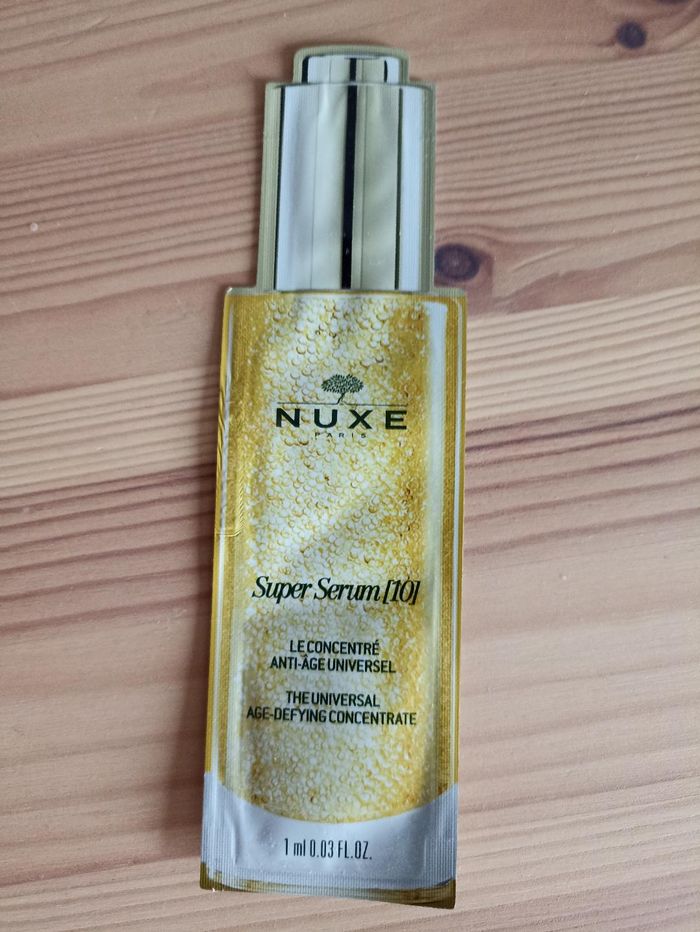 NUXE
PARIS
Super Serum [10]
LE CONCENTRÉ
ANTI-ÂGE UNIVERSEL
THE UNIVERSAL
AGE-DEFYING CONCENTRATE
1 ml 0.03 FL.OZ.